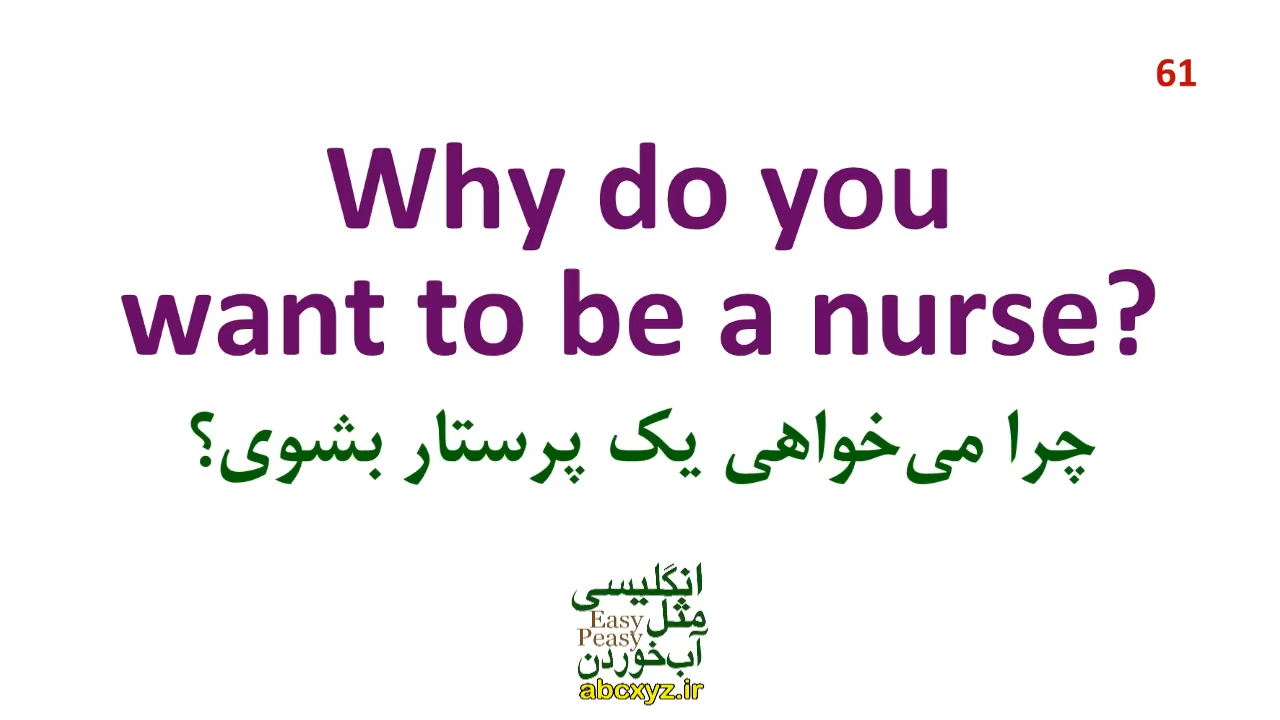 61
Why do you
want to be a nurse?
چرا می‌خواهی یک پرستار بشوی؟
انگلیسی
مثل
Easy
Peasy
آب‌خوردن
abcxyz.ir